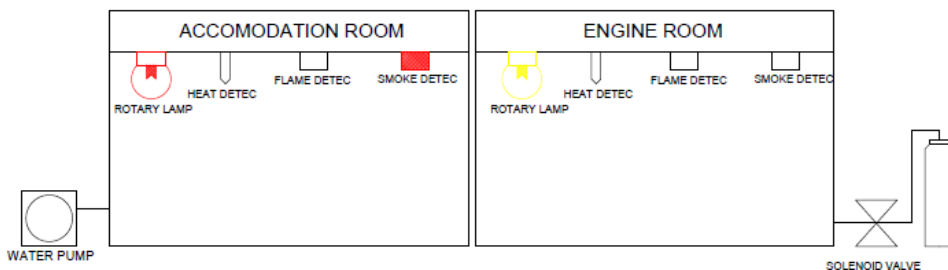 ACCOMODATION ROOM
ENGINE ROOM
ROTARY LAMP
HEAT DETEC
FLAME DETEC
SMOKE DETEC
ROTARY LAMP
HEAT DETEC
FLAME DETEC
SMOKE DETEC
WATER PUMP
SOLENOID VALVE